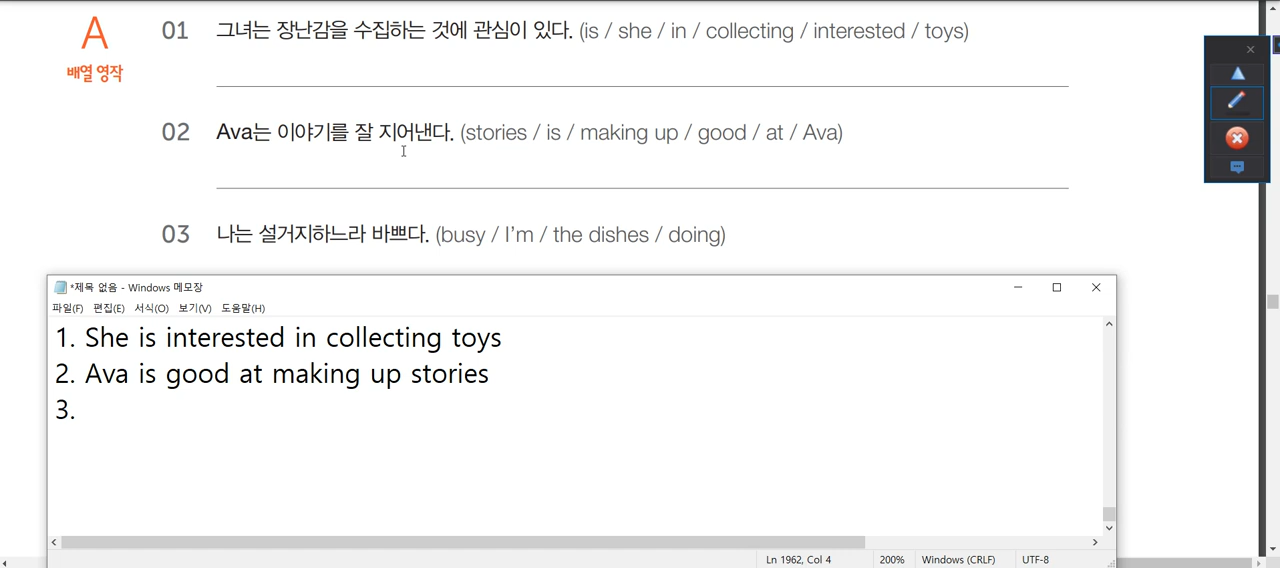 A
배열 영작
01 그녀는 장난감을 수집하는 것에 관심이 있다. (is / she / in / collecting / interested / toys)
02 Ava는 이야기를 잘 지어낸다. (stories / is / making up / good / at / Ava)
03 나는 설거지하느라 바쁘다. (busy / I'm / the dishes / doing)
*제목 없음 - Windows 메모장
파일(F) 편집(E) 서식(O) 보기(V) 도움말(H)
1. She is interested in collecting toys
2. Ava is good at making up stories
3.
Ln 1962, Col 4 200% Windows (CRLF) UTF-8